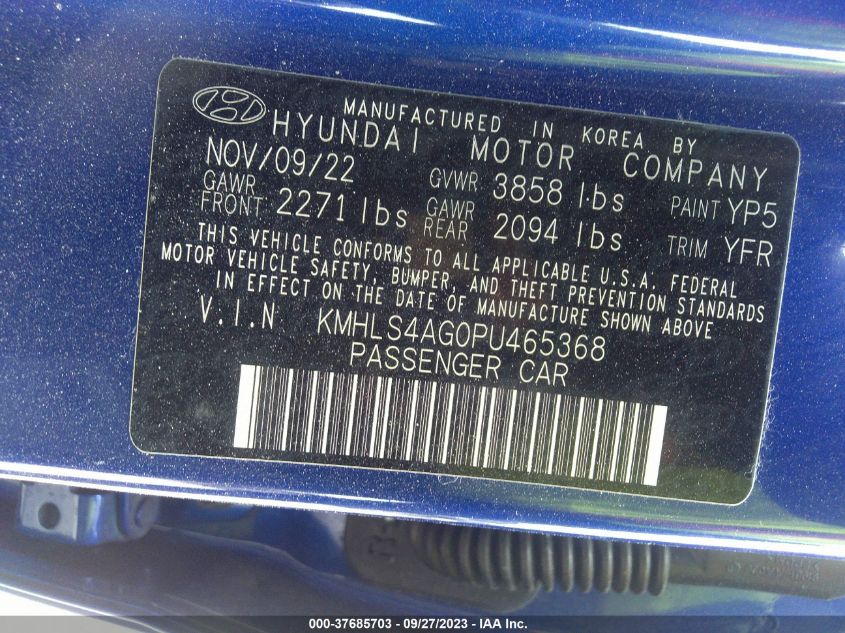 MANUFACTURED IN KOREA BY
HYUNDAI MOTOR COMPANY
NOV/09/22 GVWR 3858 lbs PAINT YP5
GAWR FRONT 2271 lbs GAWR REAR 2094 lbs TRIM YFR
THIS VEHICLE CONFORMS TO ALL APPLICABLE U.S.A. FEDERAL
MOTOR VEHICLE SAFETY, BUMPER, AND THEFT PREVENTION STANDARDS
IN EFFECT ON THE DATE OF MANUFACTURE SHOWN ABOVE
V.I.N KMHLS4AG0PU465368
PASSENGER CAR
000-37685703 - 09/27/2023 - IAA Inc.